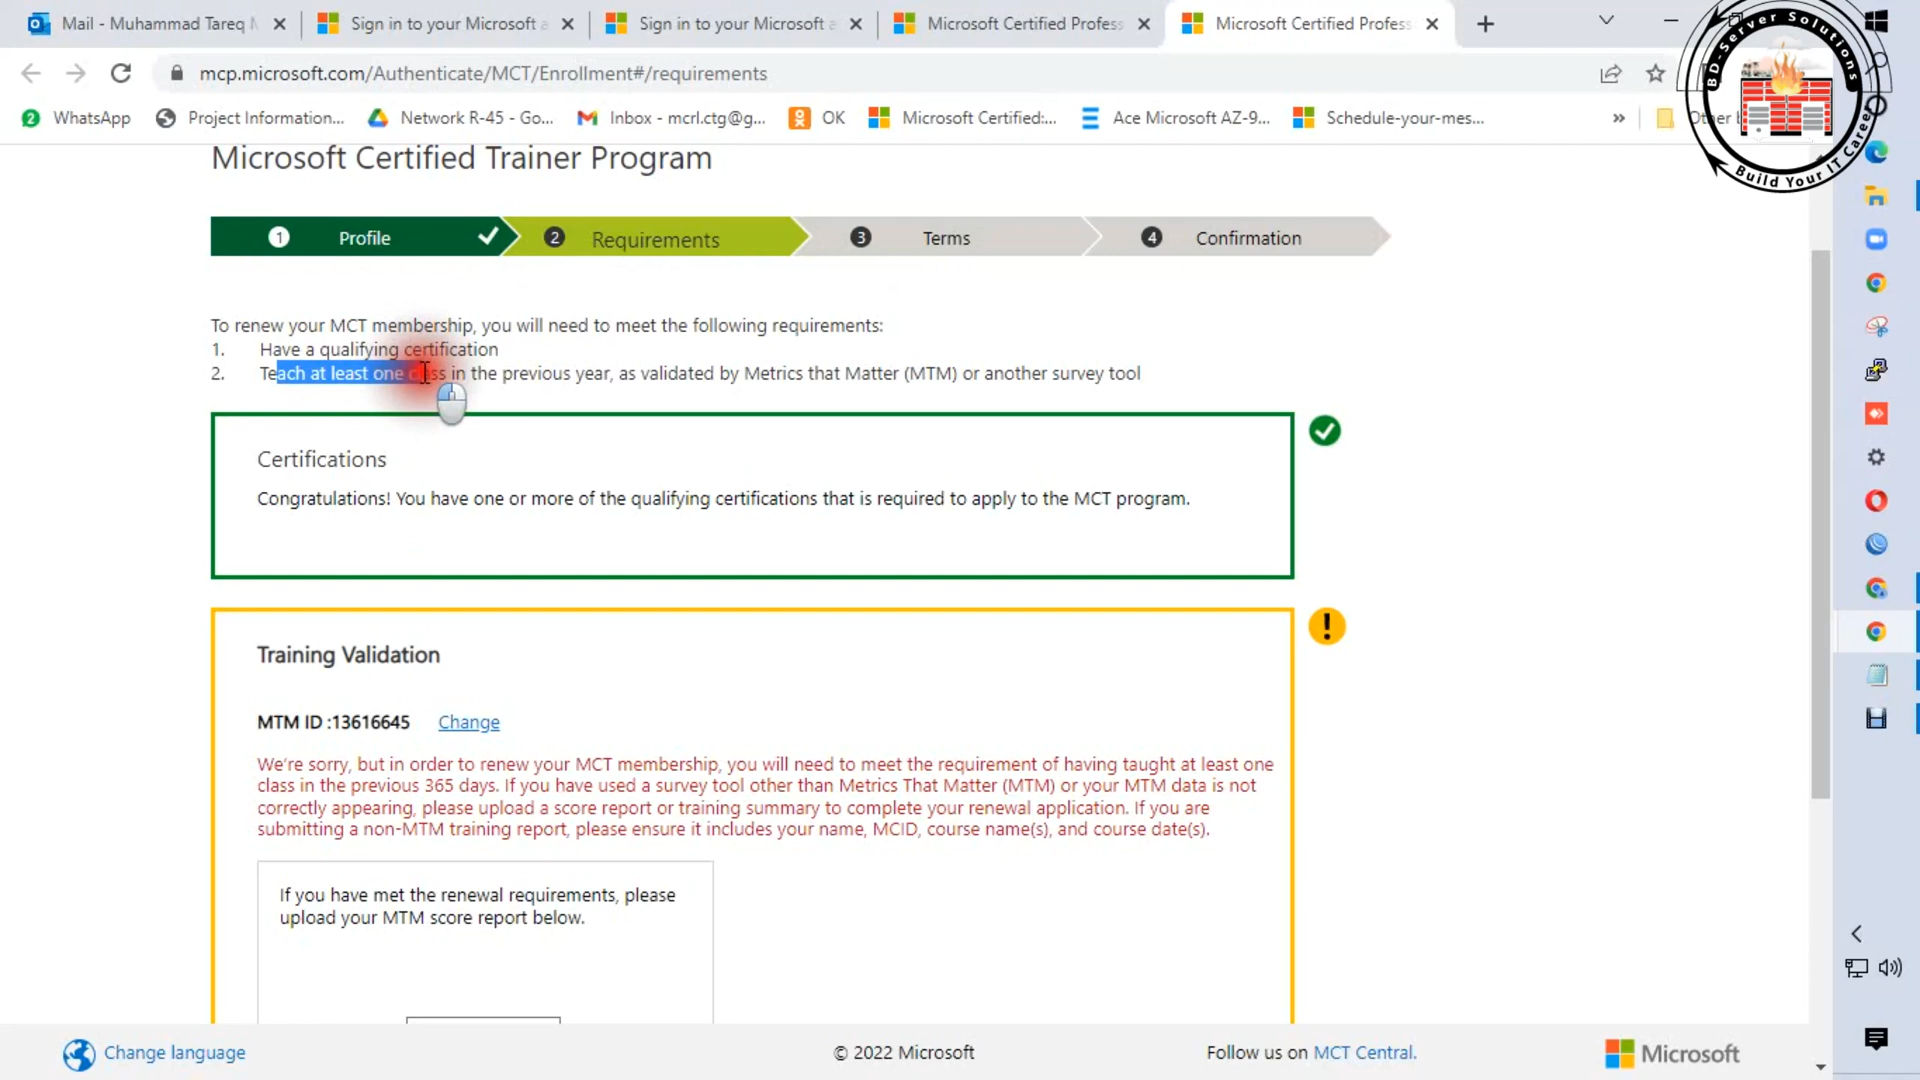 Mail - Muhammad Tareq
Sign in to your Microsoft a
Sign in to your Microsoft a
Microsoft Certified Profess
Microsoft Certified Profess
mcp.microsoft.com/Authenticate/MCT/Enrollment#/requirements
WhatsApp
Project Information...
Network R-45 - Go...
Inbox - mcrl.ctg@g...
OK
Microsoft Certified:...
Ace Microsoft AZ-9...
Schedule-your-mes...
»
Other b
BD-Server Solutions
Build Your IT Career
Microsoft Certified Trainer Program
1 Profile
2 Requirements
3 Terms
4 Confirmation
To renew your MCT membership, you will need to meet the following requirements:
1. Have a qualifying certification
2. Teach at least one class in the previous year, as validated by Metrics that Matter (MTM) or another survey tool
Certifications
Congratulations! You have one or more of the qualifying certifications that is required to apply to the MCT program.
!
Training Validation
MTM ID :13616645 Change
We're sorry, but in order to renew your MCT membership, you will need to meet the requirement of having taught at least one
class in the previous 365 days. If you have used a survey tool other than Metrics That Matter (MTM) or your MTM data is not
correctly appearing, please upload a score report or training summary to complete your renewal application. If you are
submitting a non-MTM training report, please ensure it includes your name, MCID, course name(s), and course date(s).
If you have met the renewal requirements, please
upload your MTM score report below.
Change language
© 2022 Microsoft
Follow us on MCT Central.
Microsoft